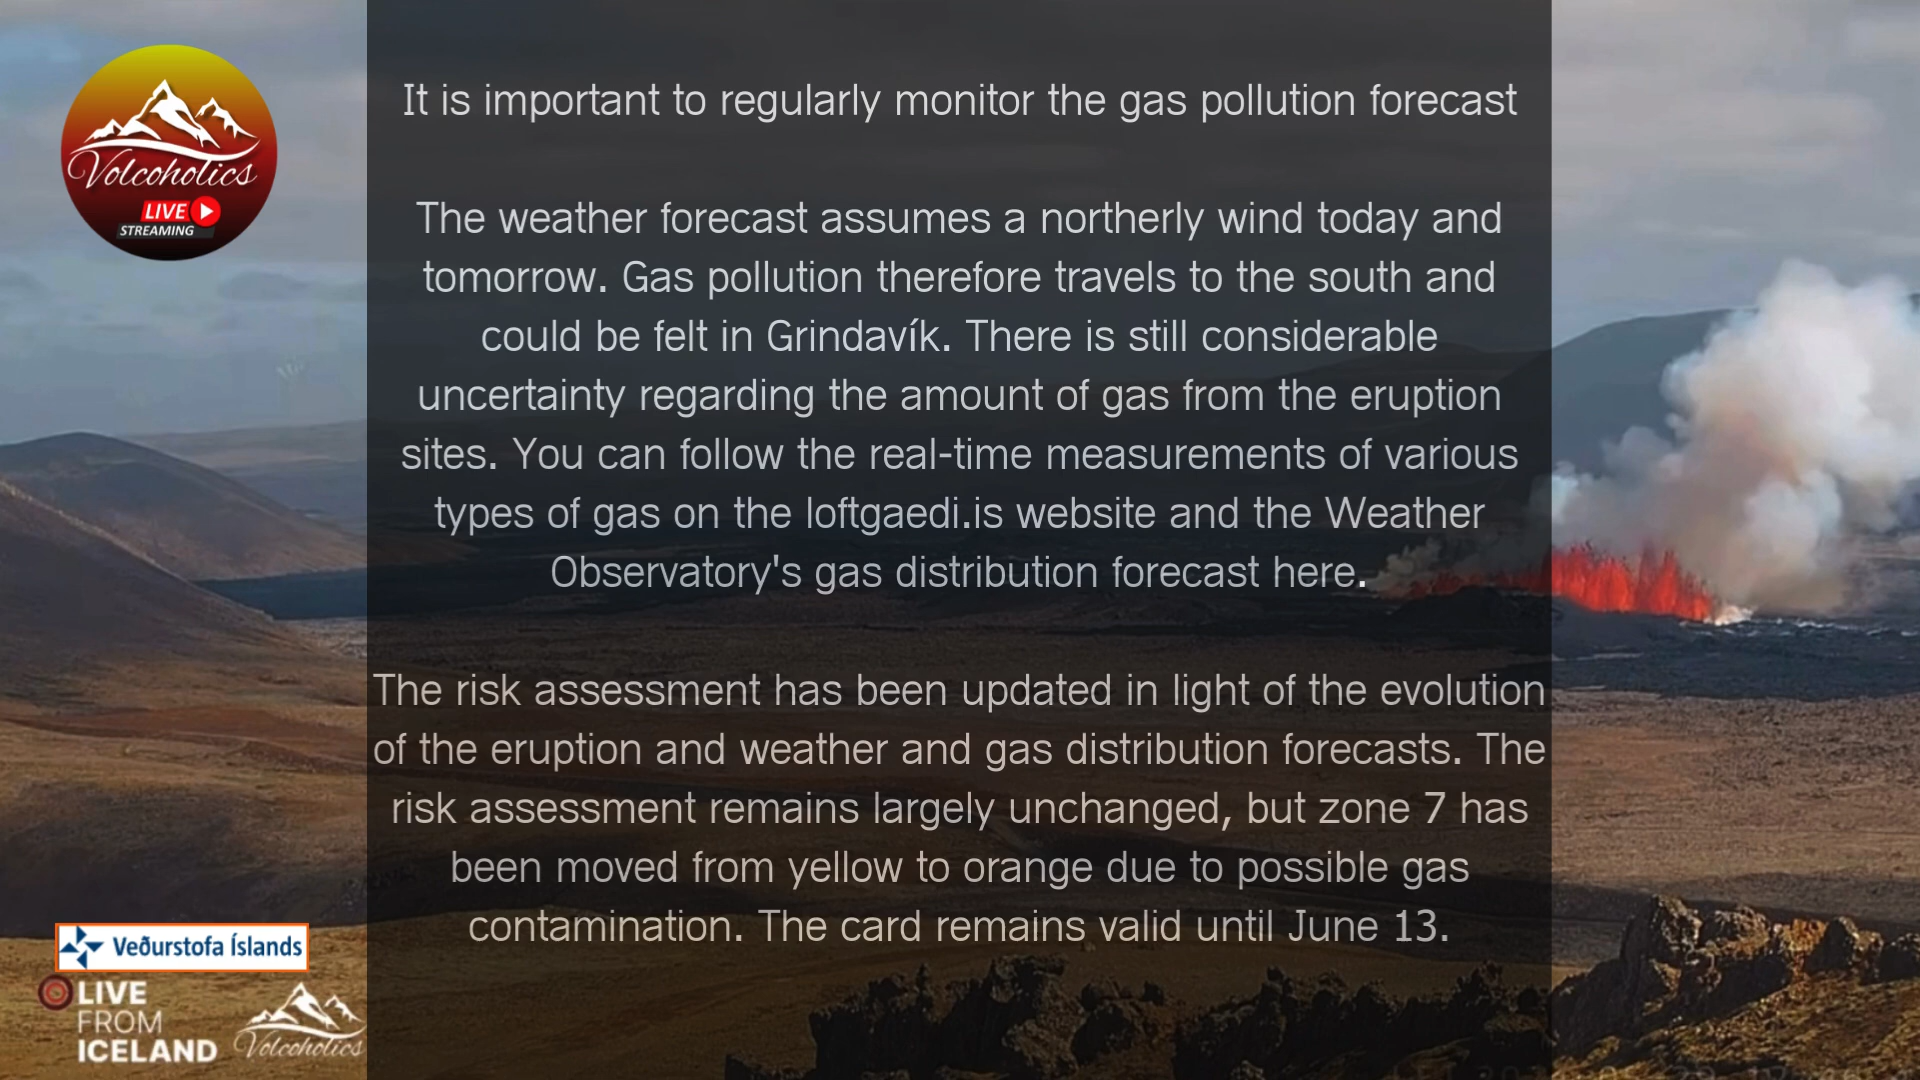 Volcoholics
LIVE
STREAMING
It is important to regularly monitor the gas pollution forecast
The weather forecast assumes a northerly wind today and
tomorrow. Gas pollution therefore travels to the south and
could be felt in Grindavík. There is still considerable
uncertainty regarding the amount of gas from the eruption
sites. You can follow the real-time measurements of various
types of gas on the loftgaedi.is website and the Weather
Observatory's gas distribution forecast here.
The risk assessment has been updated in light of the evolution
of the eruption and weather and gas distribution forecasts. The
risk assessment remains largely unchanged, but zone 7 has
been moved from yellow to orange due to possible gas
contamination. The card remains valid until June 13.
Veðurstofa Íslands
LIVE
FROM
ICELAND
Volcoholics